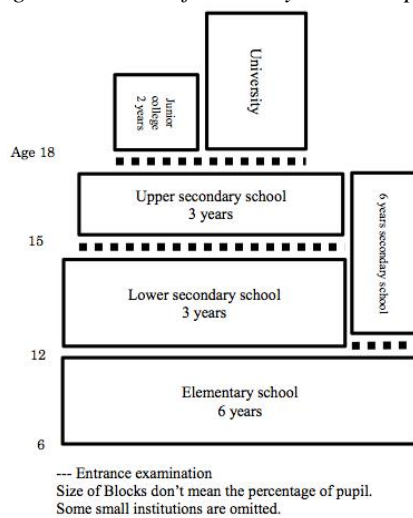 University
Junior
college
2 years
Age 18
Upper secondary school
3 years
6 years secondary school
15
Lower secondary school
3 years
12
Elementary school
6 years
6
--- Entrance examination
Size of Blocks don't mean the percentage of pupil.
Some small institutions are omitted.